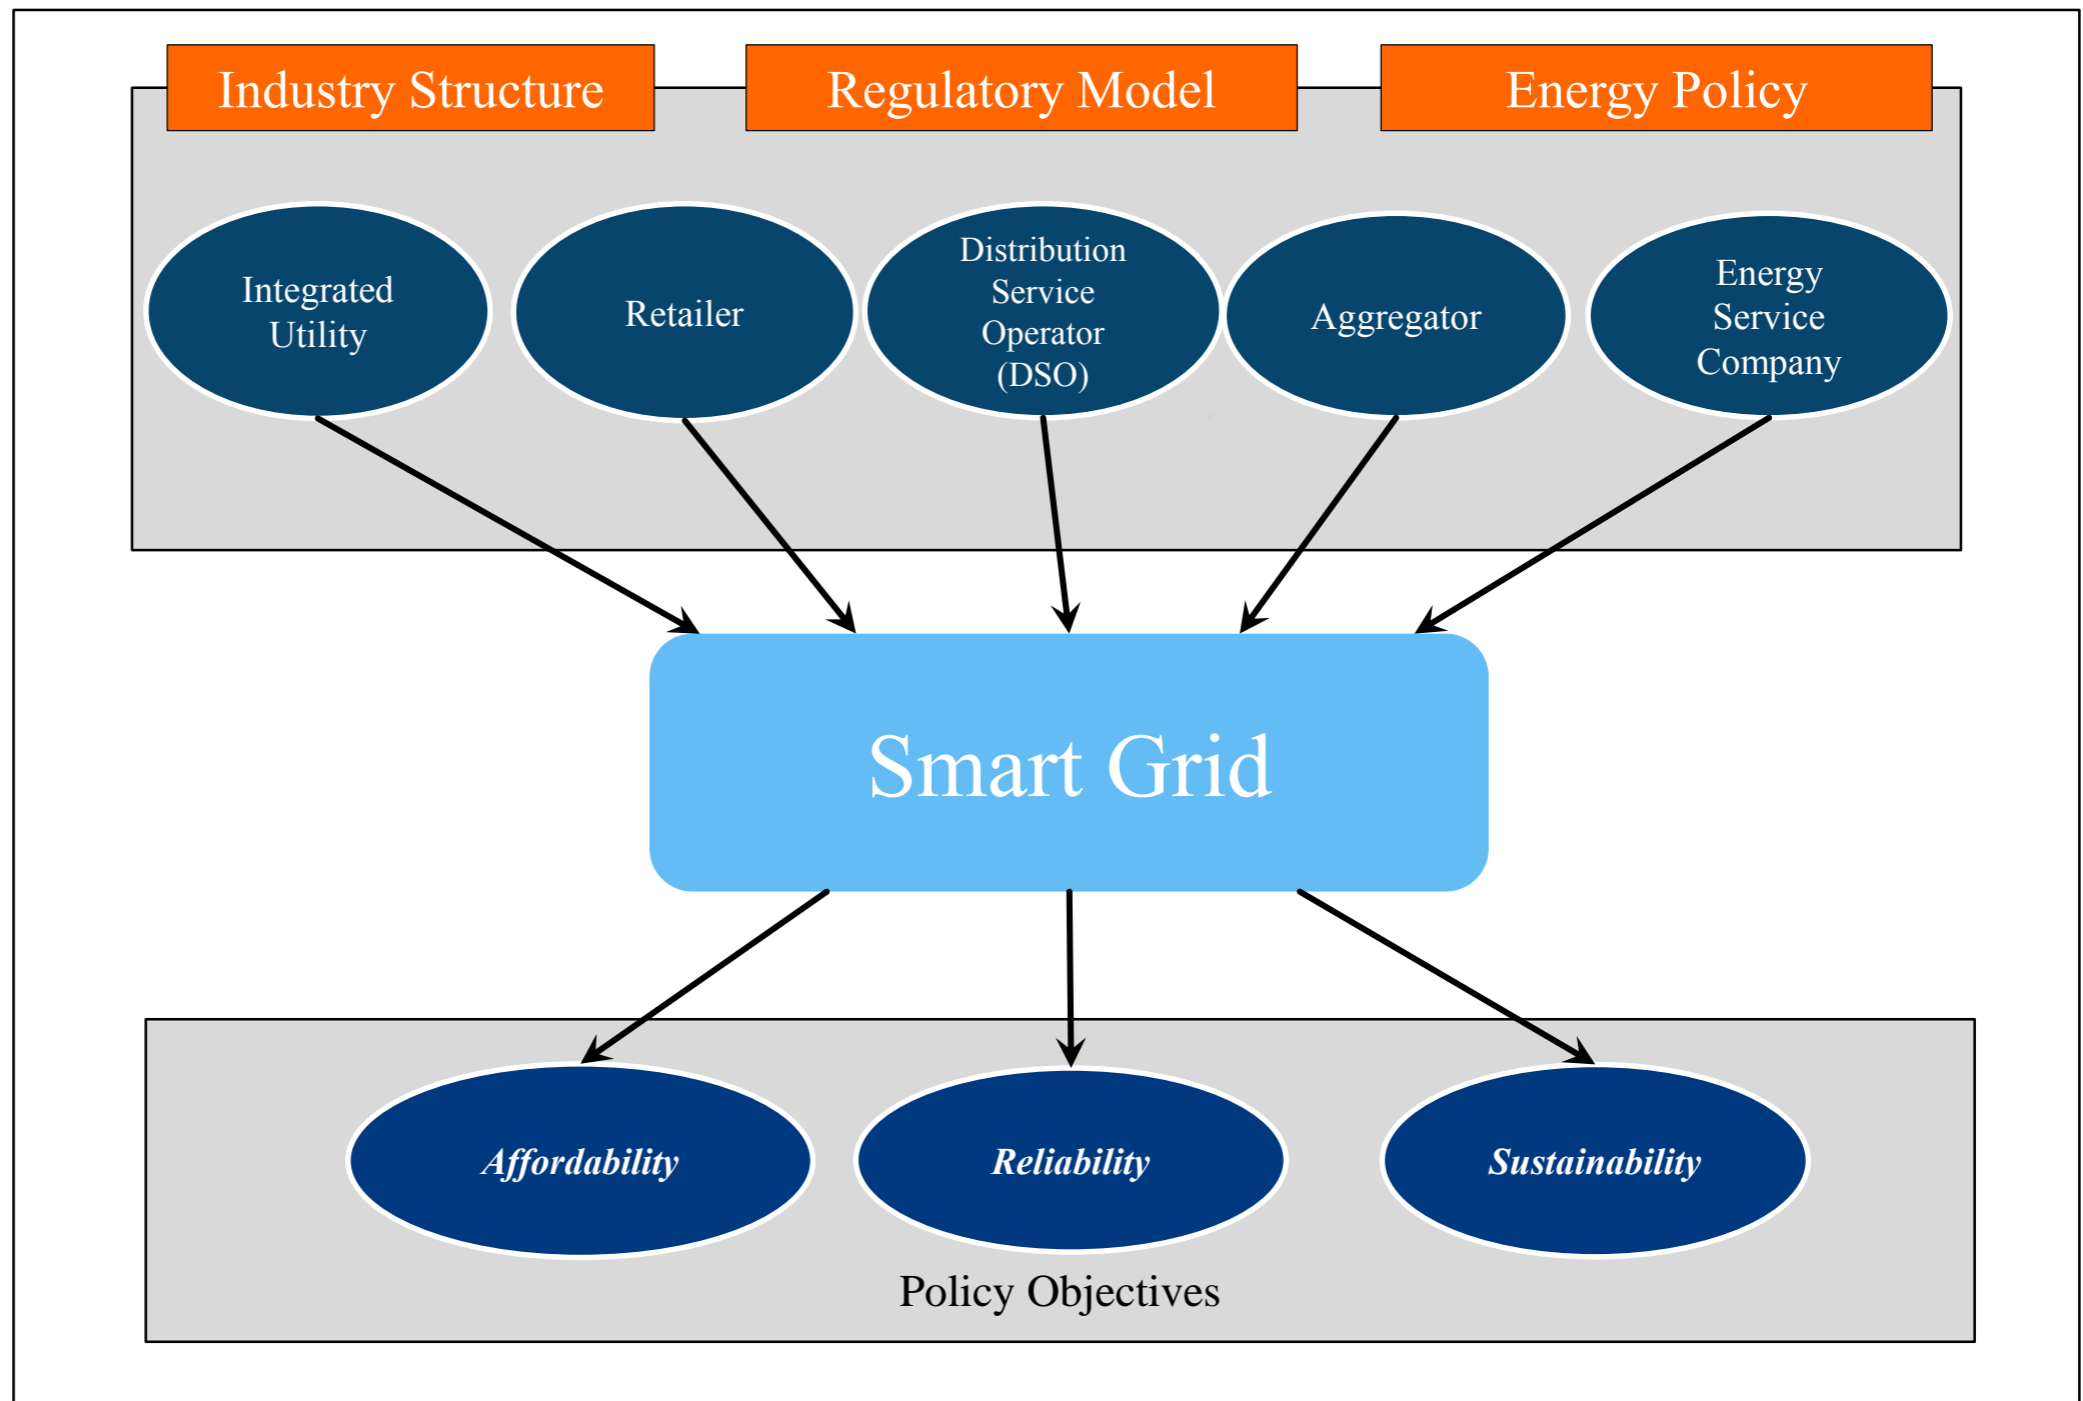 Industry Structure
Regulatory Model
Energy Policy
Integrated
Utility
Retailer
Distribution
Service
Operator
(DSO)
Aggregator
Energy
Service
Company
Smart Grid
Affordability
Reliability
Sustainability
Policy Objectives